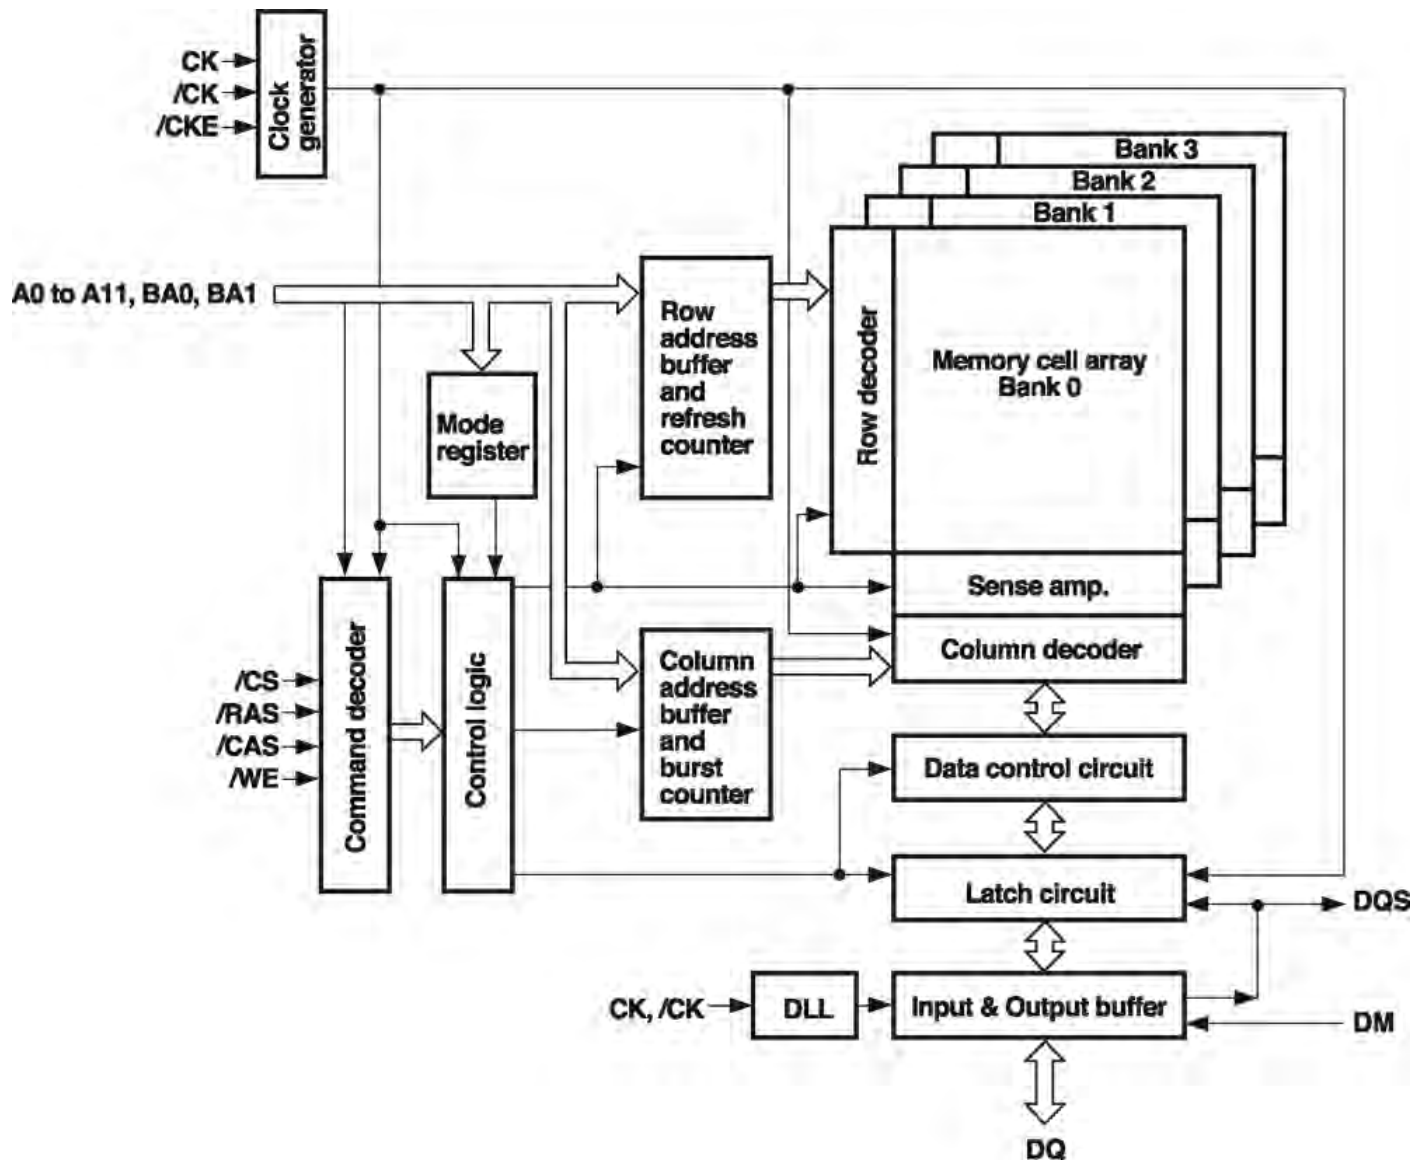 CK
/CK
/CKE
Clock
generator
Bank 3
Bank 2
Bank 1
A0 to A11, BA0, BA1
Row
address
buffer
and
refresh
counter
Row decoder
Memory cell array
Bank 0
Mode
register
Sense amp.
Column decoder
/CS
/RAS
/CAS
/WE
Command decoder
Control logic
Column
address
buffer
and
burst
counter
Data control circuit
Latch circuit
DQS
CK, /CK
DLL
Input & Output buffer
DM
DQ